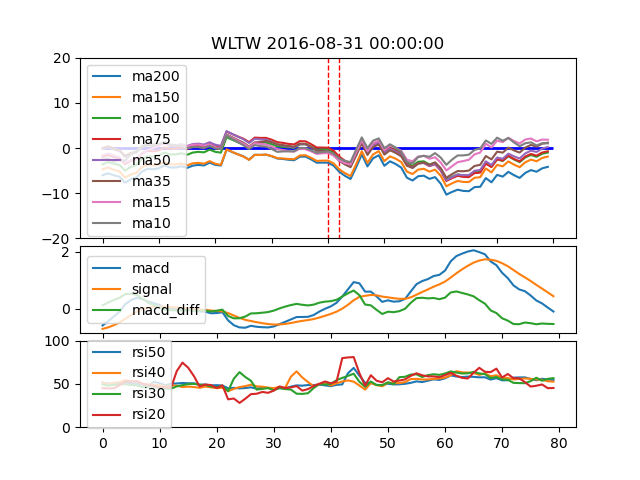 WLTW 2016-08-31 00:00:00
20
10
0
−10
−20
ma200
ma150
ma100
ma75
ma50
ma35
ma15
ma10
2
0
macd
signal
macd_diff
100
50
0
rsi50
rsi40
rsi30
rsi20
0 10 20 30 40 50 60 70 80